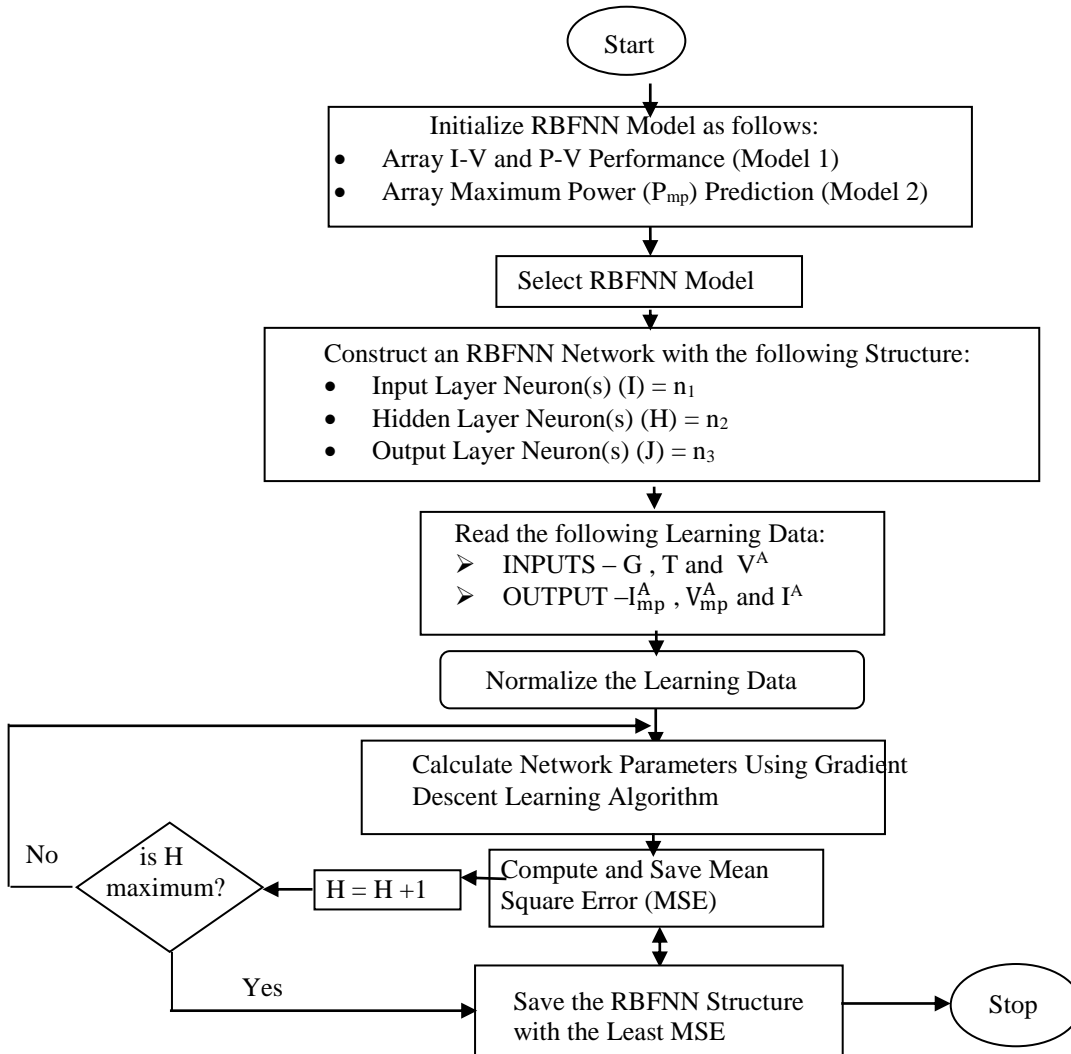 Start
Initialize RBFNN Model as follows:
• Array I-V and P-V Performance (Model 1)
• Array Maximum Power (Pmp) Prediction (Model 2)
Select RBFNN Model
Construct an RBFNN Network with the following Structure:
• Input Layer Neuron(s) (I) = n₁
• Hidden Layer Neuron(s) (H) = n₂
• Output Layer Neuron(s) (J) = n₃
Read the following Learning Data:
➢ INPUTS – G , T and Vᴬ
➢ OUTPUT –Iᴬmp , Vᴬmp and Iᴬ
Normalize the Learning Data
Calculate Network Parameters Using Gradient
Descent Learning Algorithm
No
is H
maximum?
H = H +1
Compute and Save Mean
Square Error (MSE)
Yes
Save the RBFNN Structure
with the Least MSE
Stop